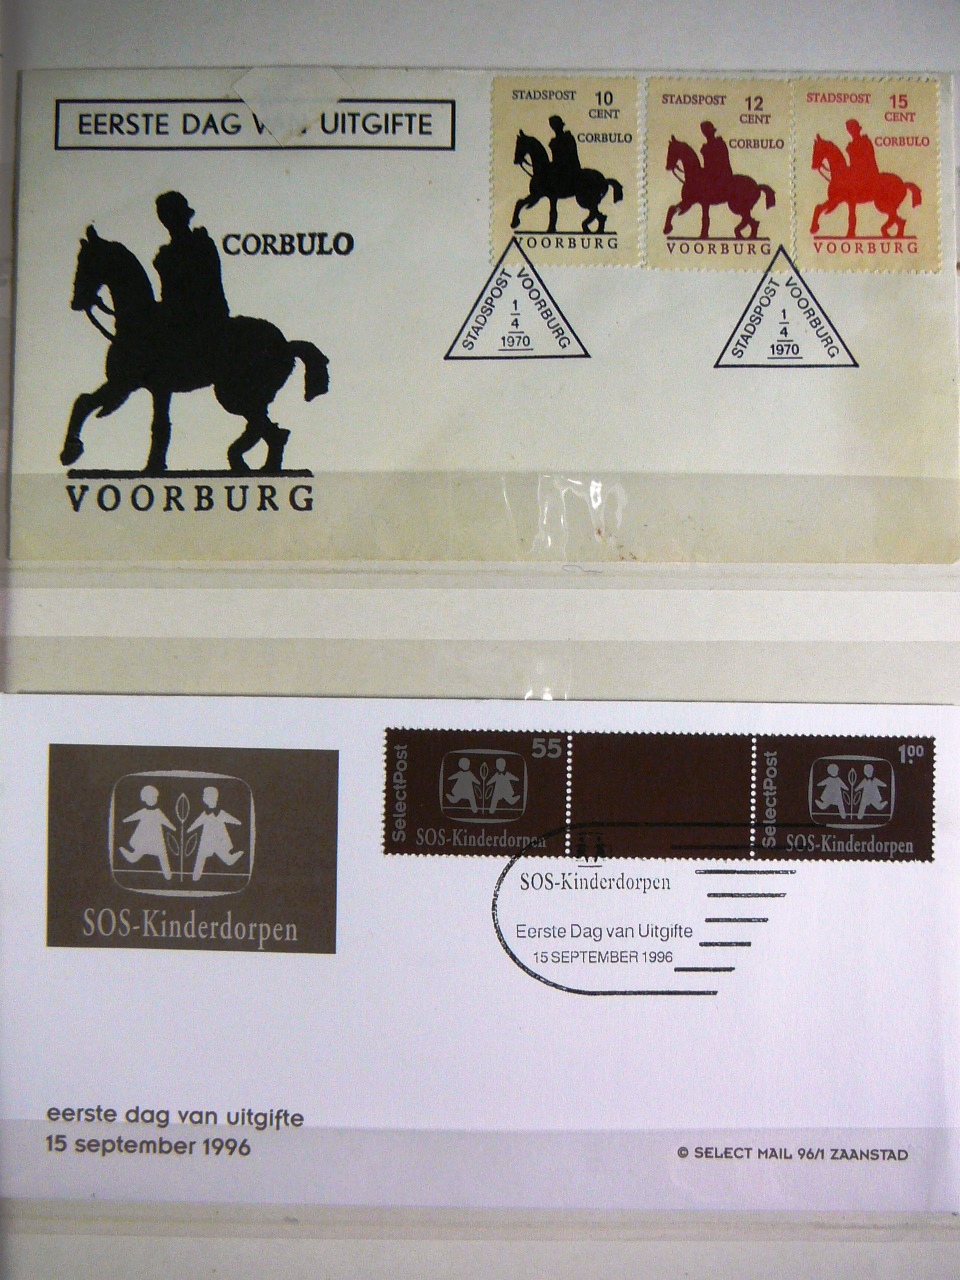 EERSTE DAG V N UITGIFTE
CORBULO
VOORBURG
STADSPOST 10
CENT
CORBULO
VOORBURG
STADSPOST 12
CENT
CORBULO
VOORBURG
STADSPOST 15
CENT
CORBULO
VOORBURG
STADSPOST VOORBURG
1
4
1970
STADSPOST VOORBURG
1
4
1970
SOS-Kinderdorpen
SelectPost
55
SOS-Kinderdorpen
SelectPost
1.00
SOS-Kinderdorpen
SOS-Kinderdorpen
Eerste Dag van Uitgifte
15 SEPTEMBER 1996
eerste dag van uitgifte
15 september 1996
© SELECT MAIL 96/1 ZAANSTAD